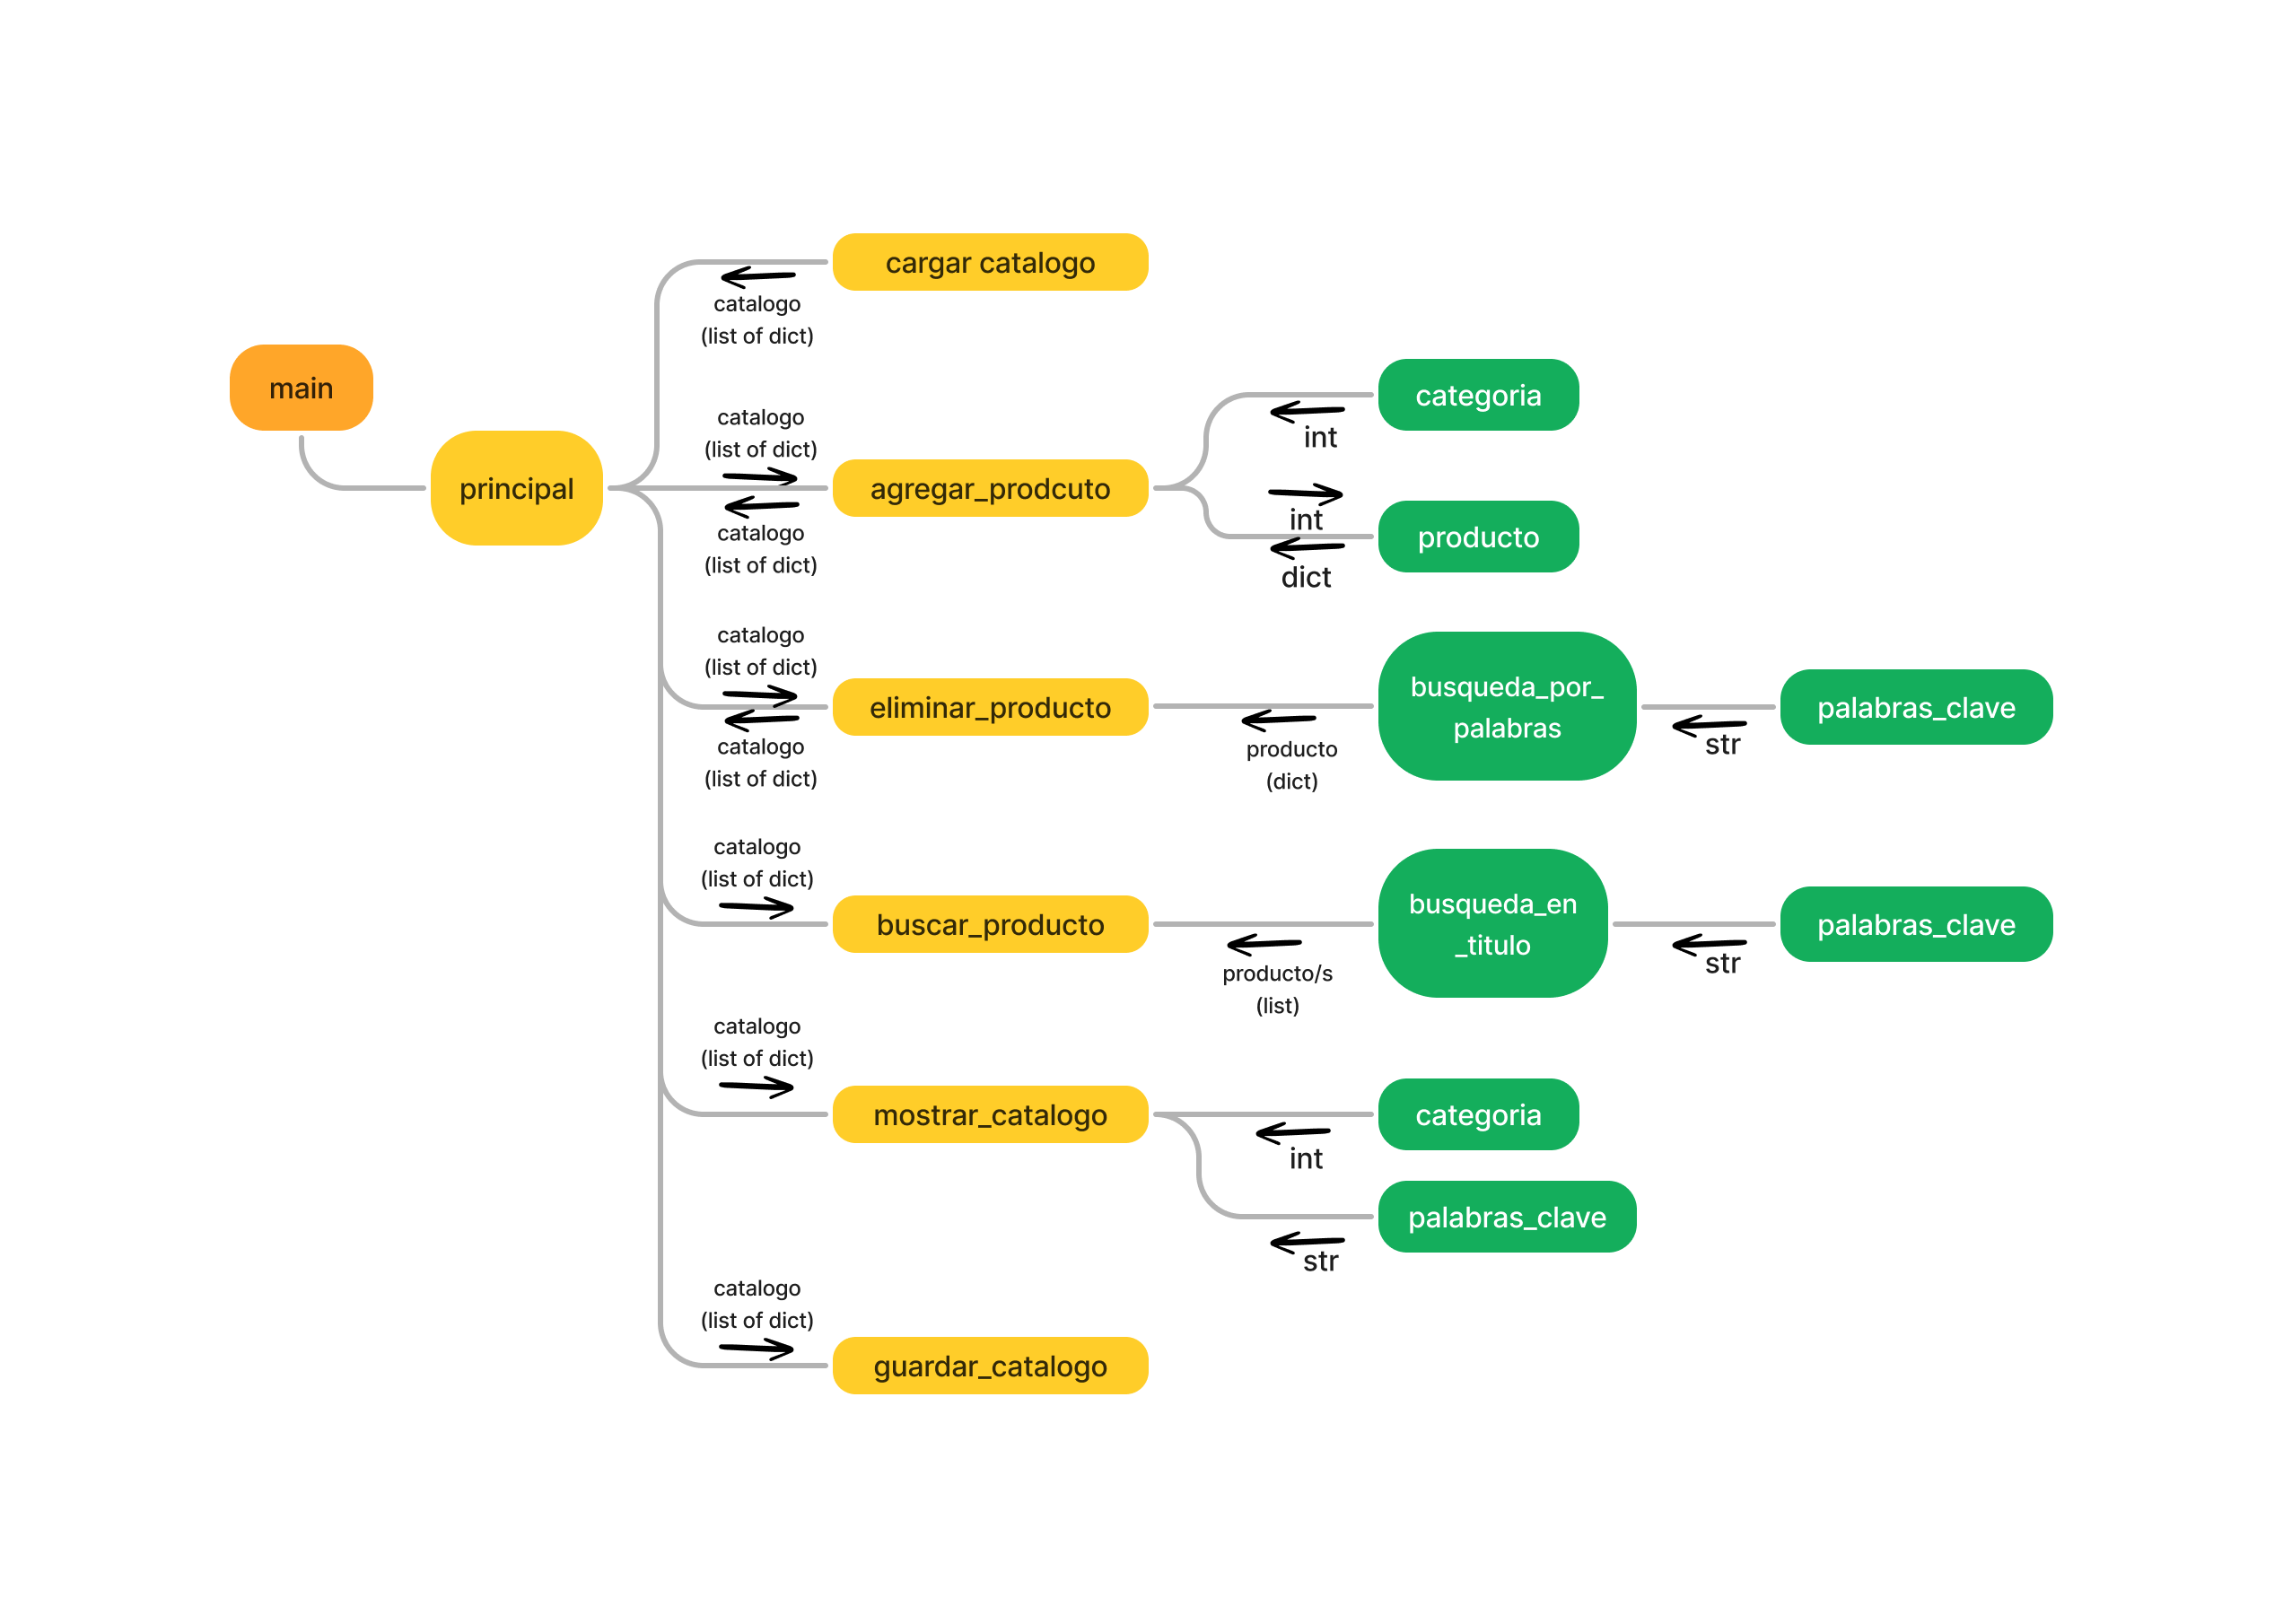 main
principal
cargar catalogo
catalogo
(list of dict)
catalogo
(list of dict)
agregar_prodcuto
catalogo
(list of dict)
categoria
int
int
producto
dict
catalogo
(list of dict)
eliminar_producto
catalogo
(list of dict)
producto
(dict)
busqueda_por_
palabras
str
palabras_clave
catalogo
(list of dict)
buscar_producto
producto/s
(list)
busqueda_en
_titulo
str
palabras_clave
catalogo
(list of dict)
mostrar_catalogo
categoria
int
palabras_clave
str
catalogo
(list of dict)
guardar_catalogo